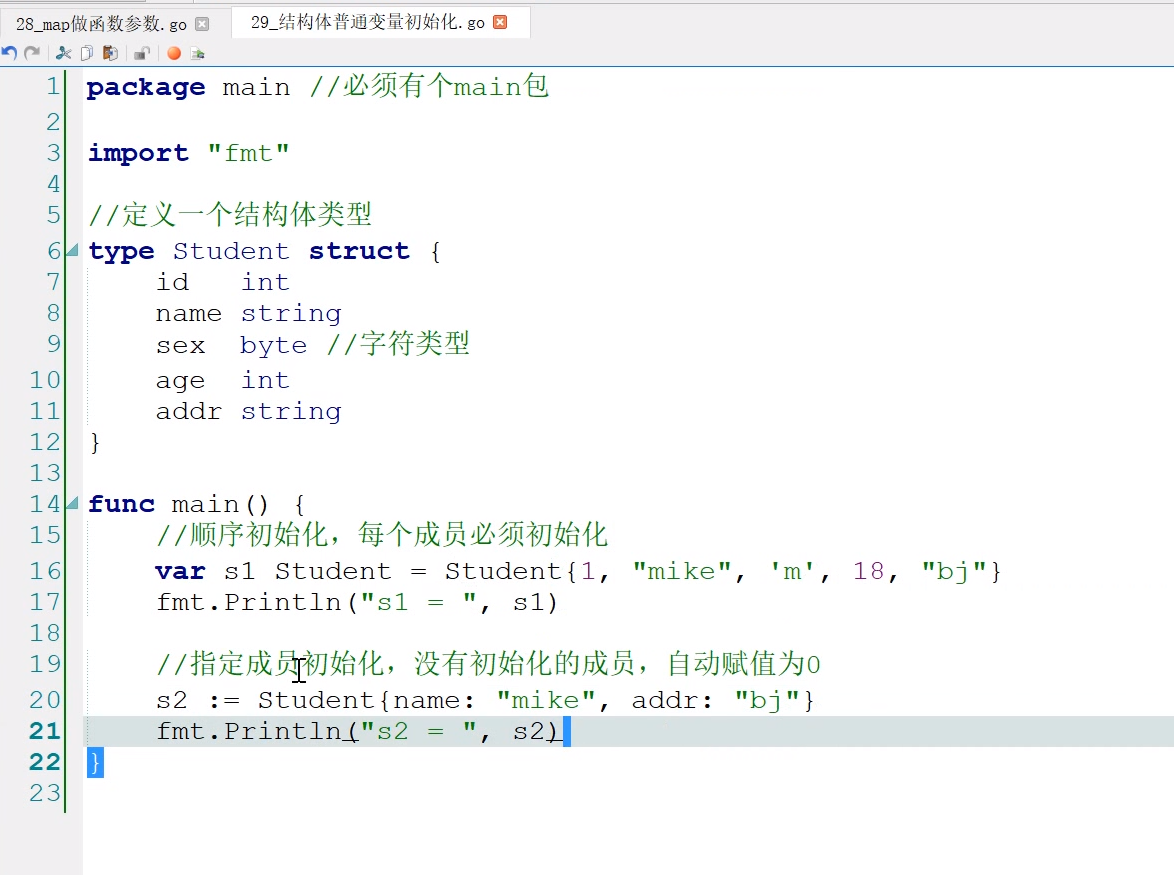 28_map做函数参数.go
29_结构体普通变量初始化.go
1 package main //必须有个main包
2
3 import "fmt"
4
5 //定义一个结构体类型
6 type Student struct {
7 id   int
8 name string
9 sex  byte //字符类型
10 age  int
11 addr string
12 }
13
14 func main() {
15 //顺序初始化，每个成员必须初始化
16 var s1 Student = Student{1, "mike", 'm', 18, "bj"}
17 fmt.Println("s1 = ", s1)
18
19 //指定成员初始化，没有初始化的成员，自动赋值为0
20 s2 := Student{name: "mike", addr: "bj"}
21 fmt.Println("s2 = ", s2)
22 }
23